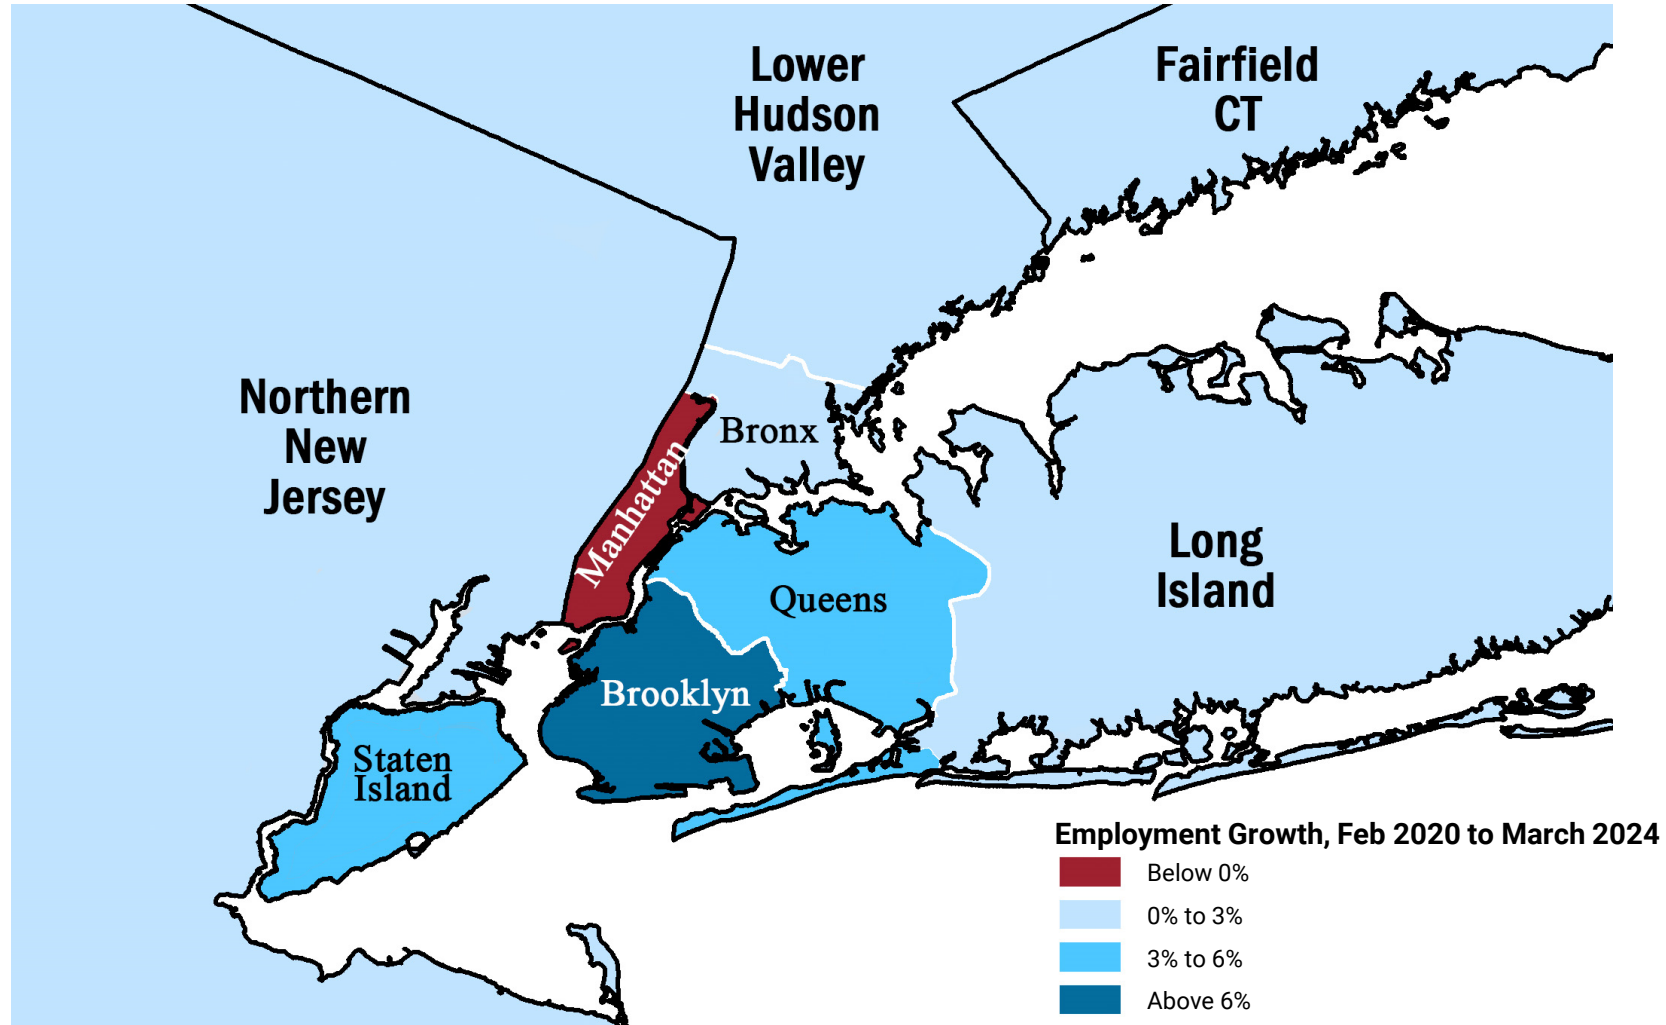 Lower
Hudson
Valley
Fairfield
CT
Northern
New
Jersey
Bronx
Manhattan
Long
Island
Queens
Brooklyn
Staten
Island
Employment Growth, Feb 2020 to March 2024
Below 0%
0% to 3%
3% to 6%
Above 6%